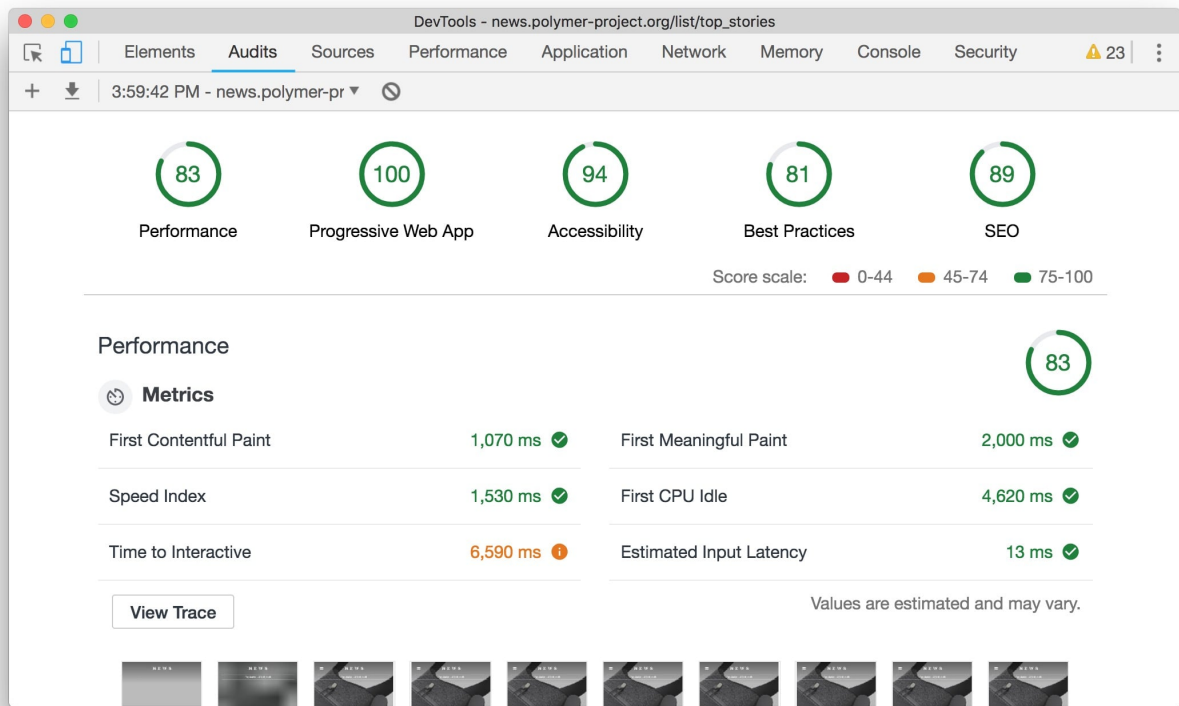 DevTools - news.polymer-project.org/list/top_stories
Elements Audits Sources Performance Application Network Memory Console Security 23
3:59:42 PM - news.polymer-pr
83 100 94 81 89
Performance Progressive Web App Accessibility Best Practices SEO
Score scale: 0-44 45-74 75-100
Performance 83
Metrics
First Contentful Paint 1,070 ms First Meaningful Paint 2,000 ms
Speed Index 1,530 ms First CPU Idle 4,620 ms
Time to Interactive 6,590 ms Estimated Input Latency 13 ms
View Trace Values are estimated and may vary.